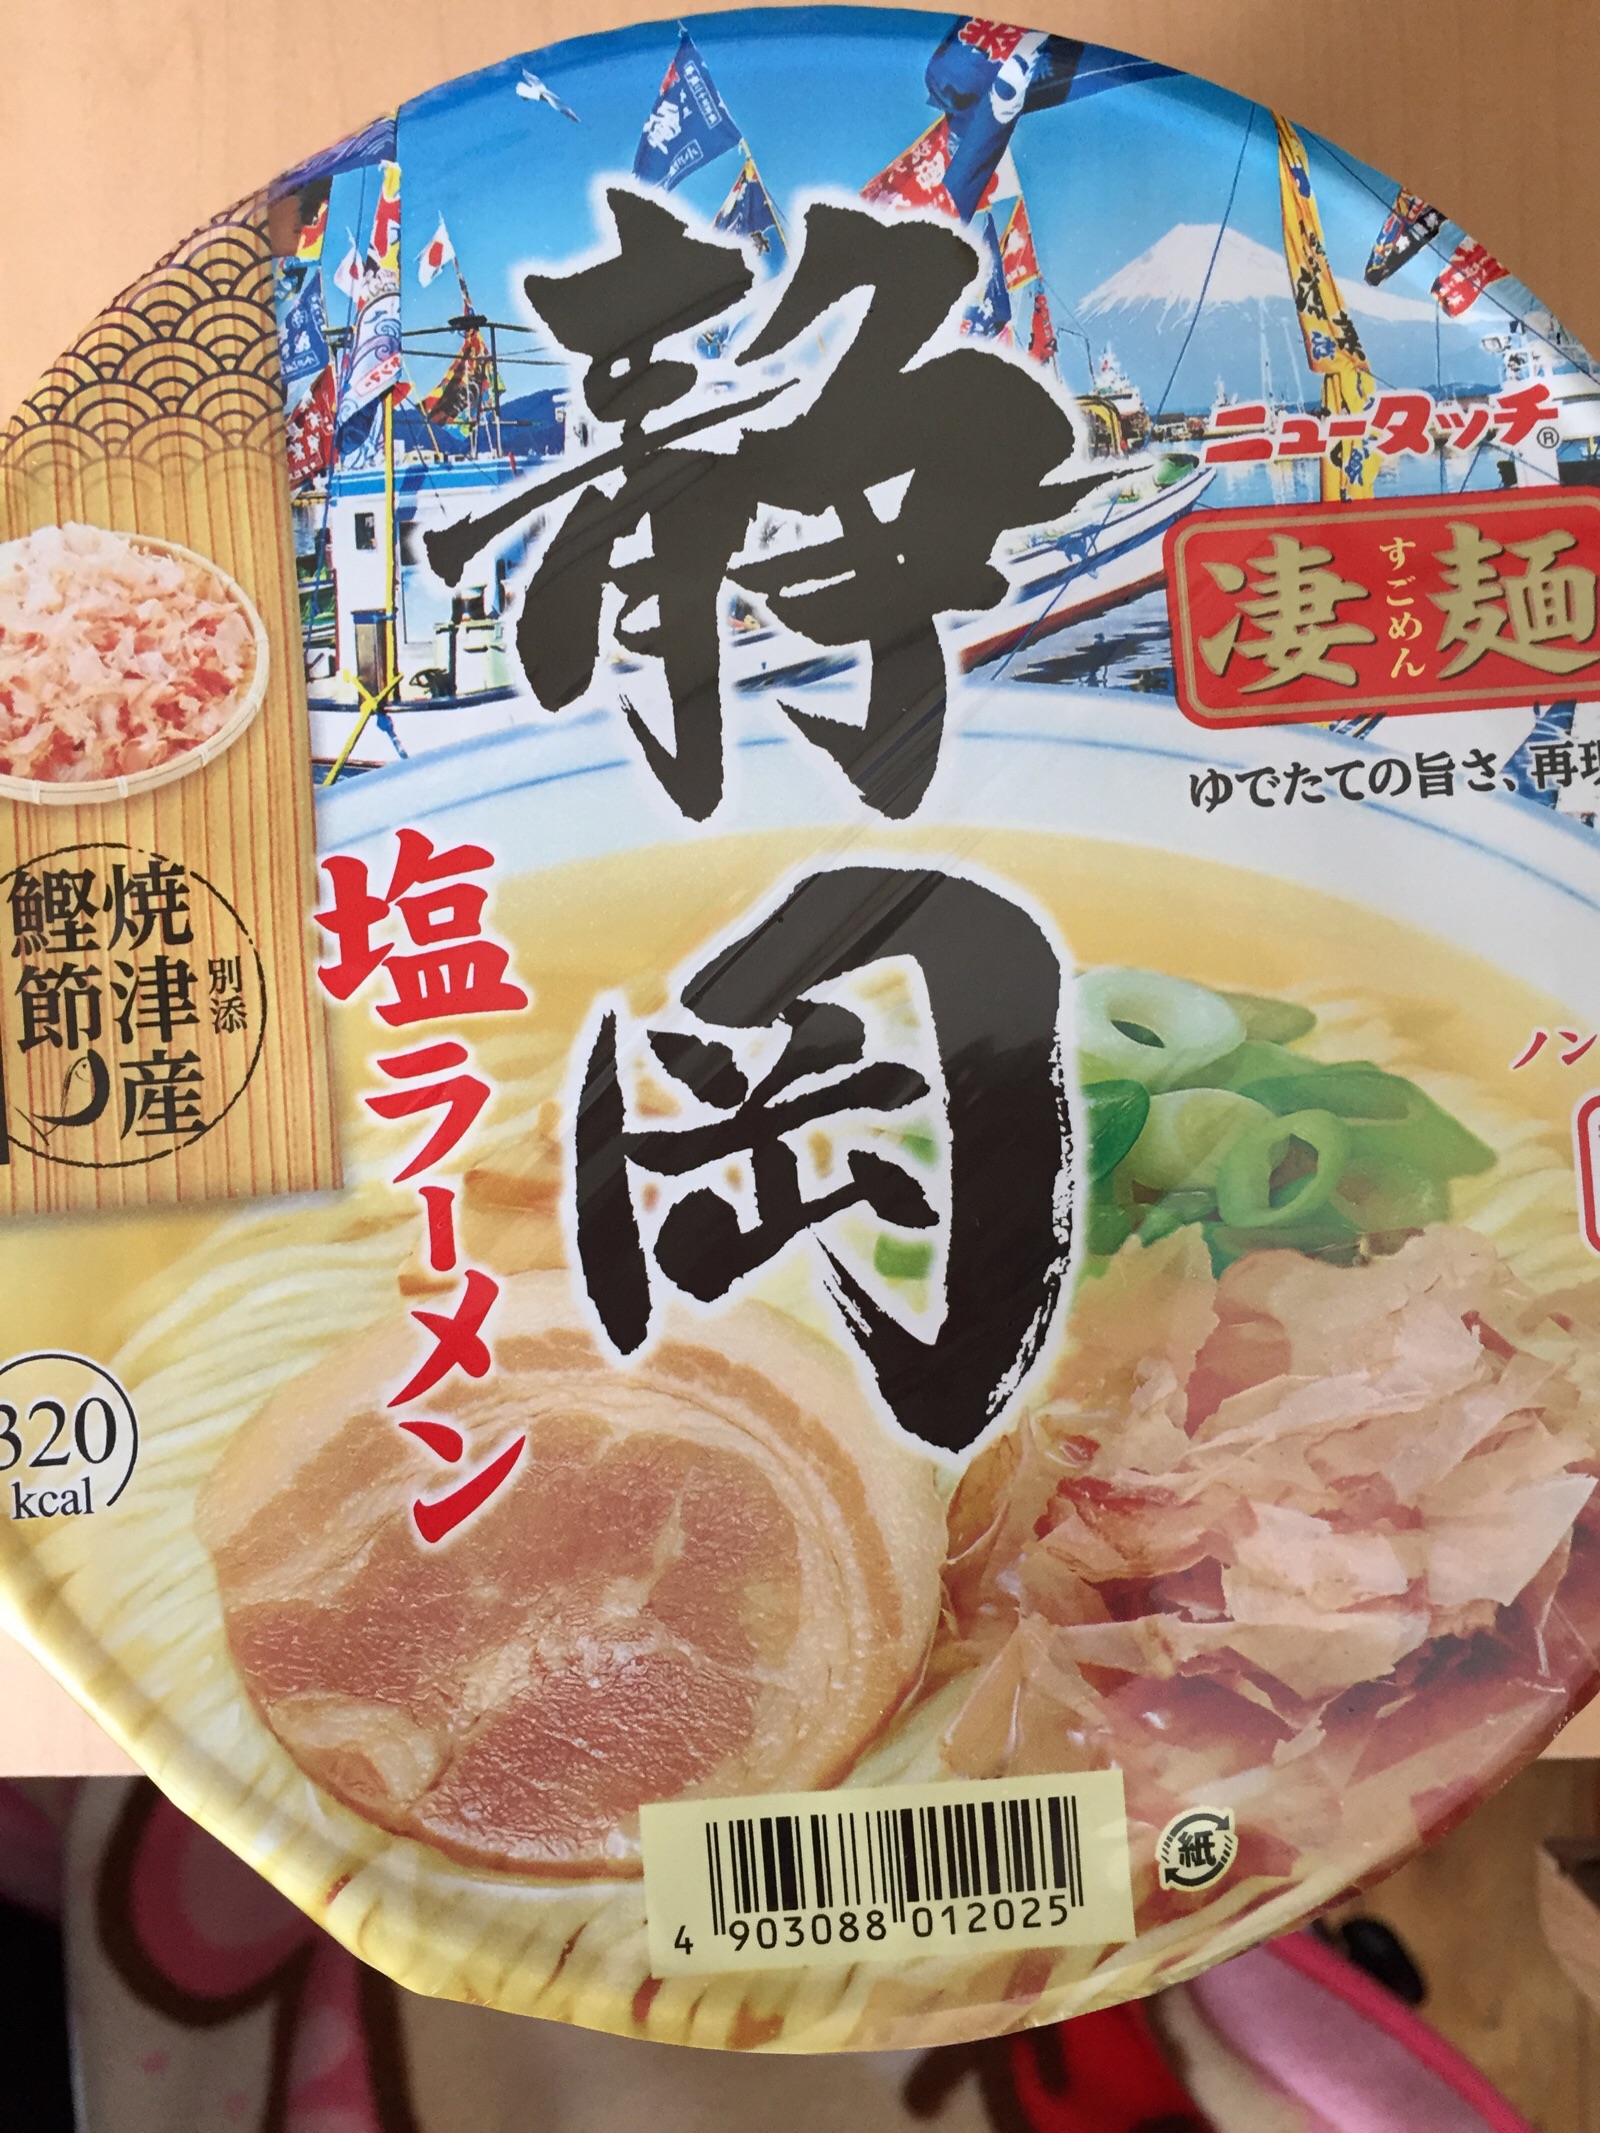 静岡
塩ラーメン
ニュータッチ®
凄麺
すごめん
ゆでたての旨さ、再現
別添
焼津産
鰹節
ノン
320
kcal
紙
4 903088 012025